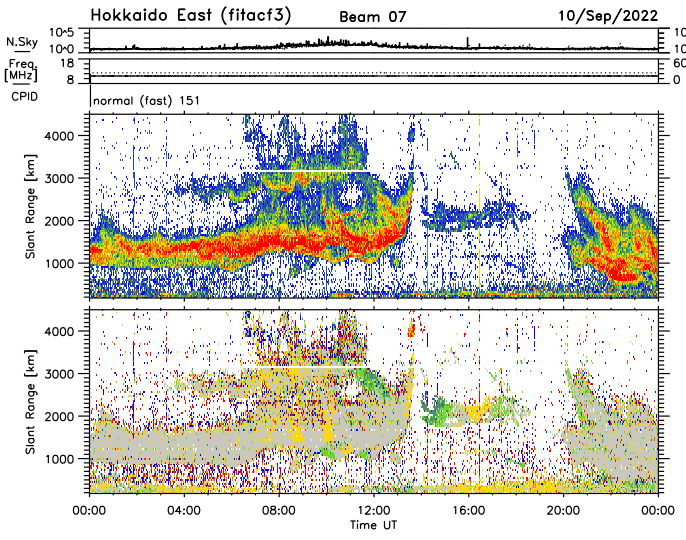 Hokkaido East (fitacf3) Beam 07 10/Sep/2022
N.Sky 10^5 10^0
Freq. [MHz] 18 8 60 0
CPID normal (fast) 151
Slant Range [km] 4000 3000 2000 1000
Slant Range [km] 4000 3000 2000 1000
00:00 04:00 08:00 12:00 16:00 20:00 00:00
Time UT